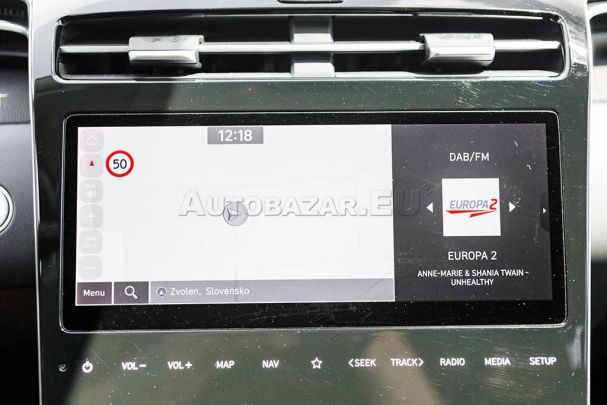 12:18
50
DAB/FM
AUTOBAZAR.EU
EUROPA 2
EUROPA 2
ANNE-MARIE & SHANIA TWAIN -
UNHEALTHY
Menu
Zvolen, Slovensko
VOL− VOL+ MAP NAV <SEEK TRACK> RADIO MEDIA SETUP